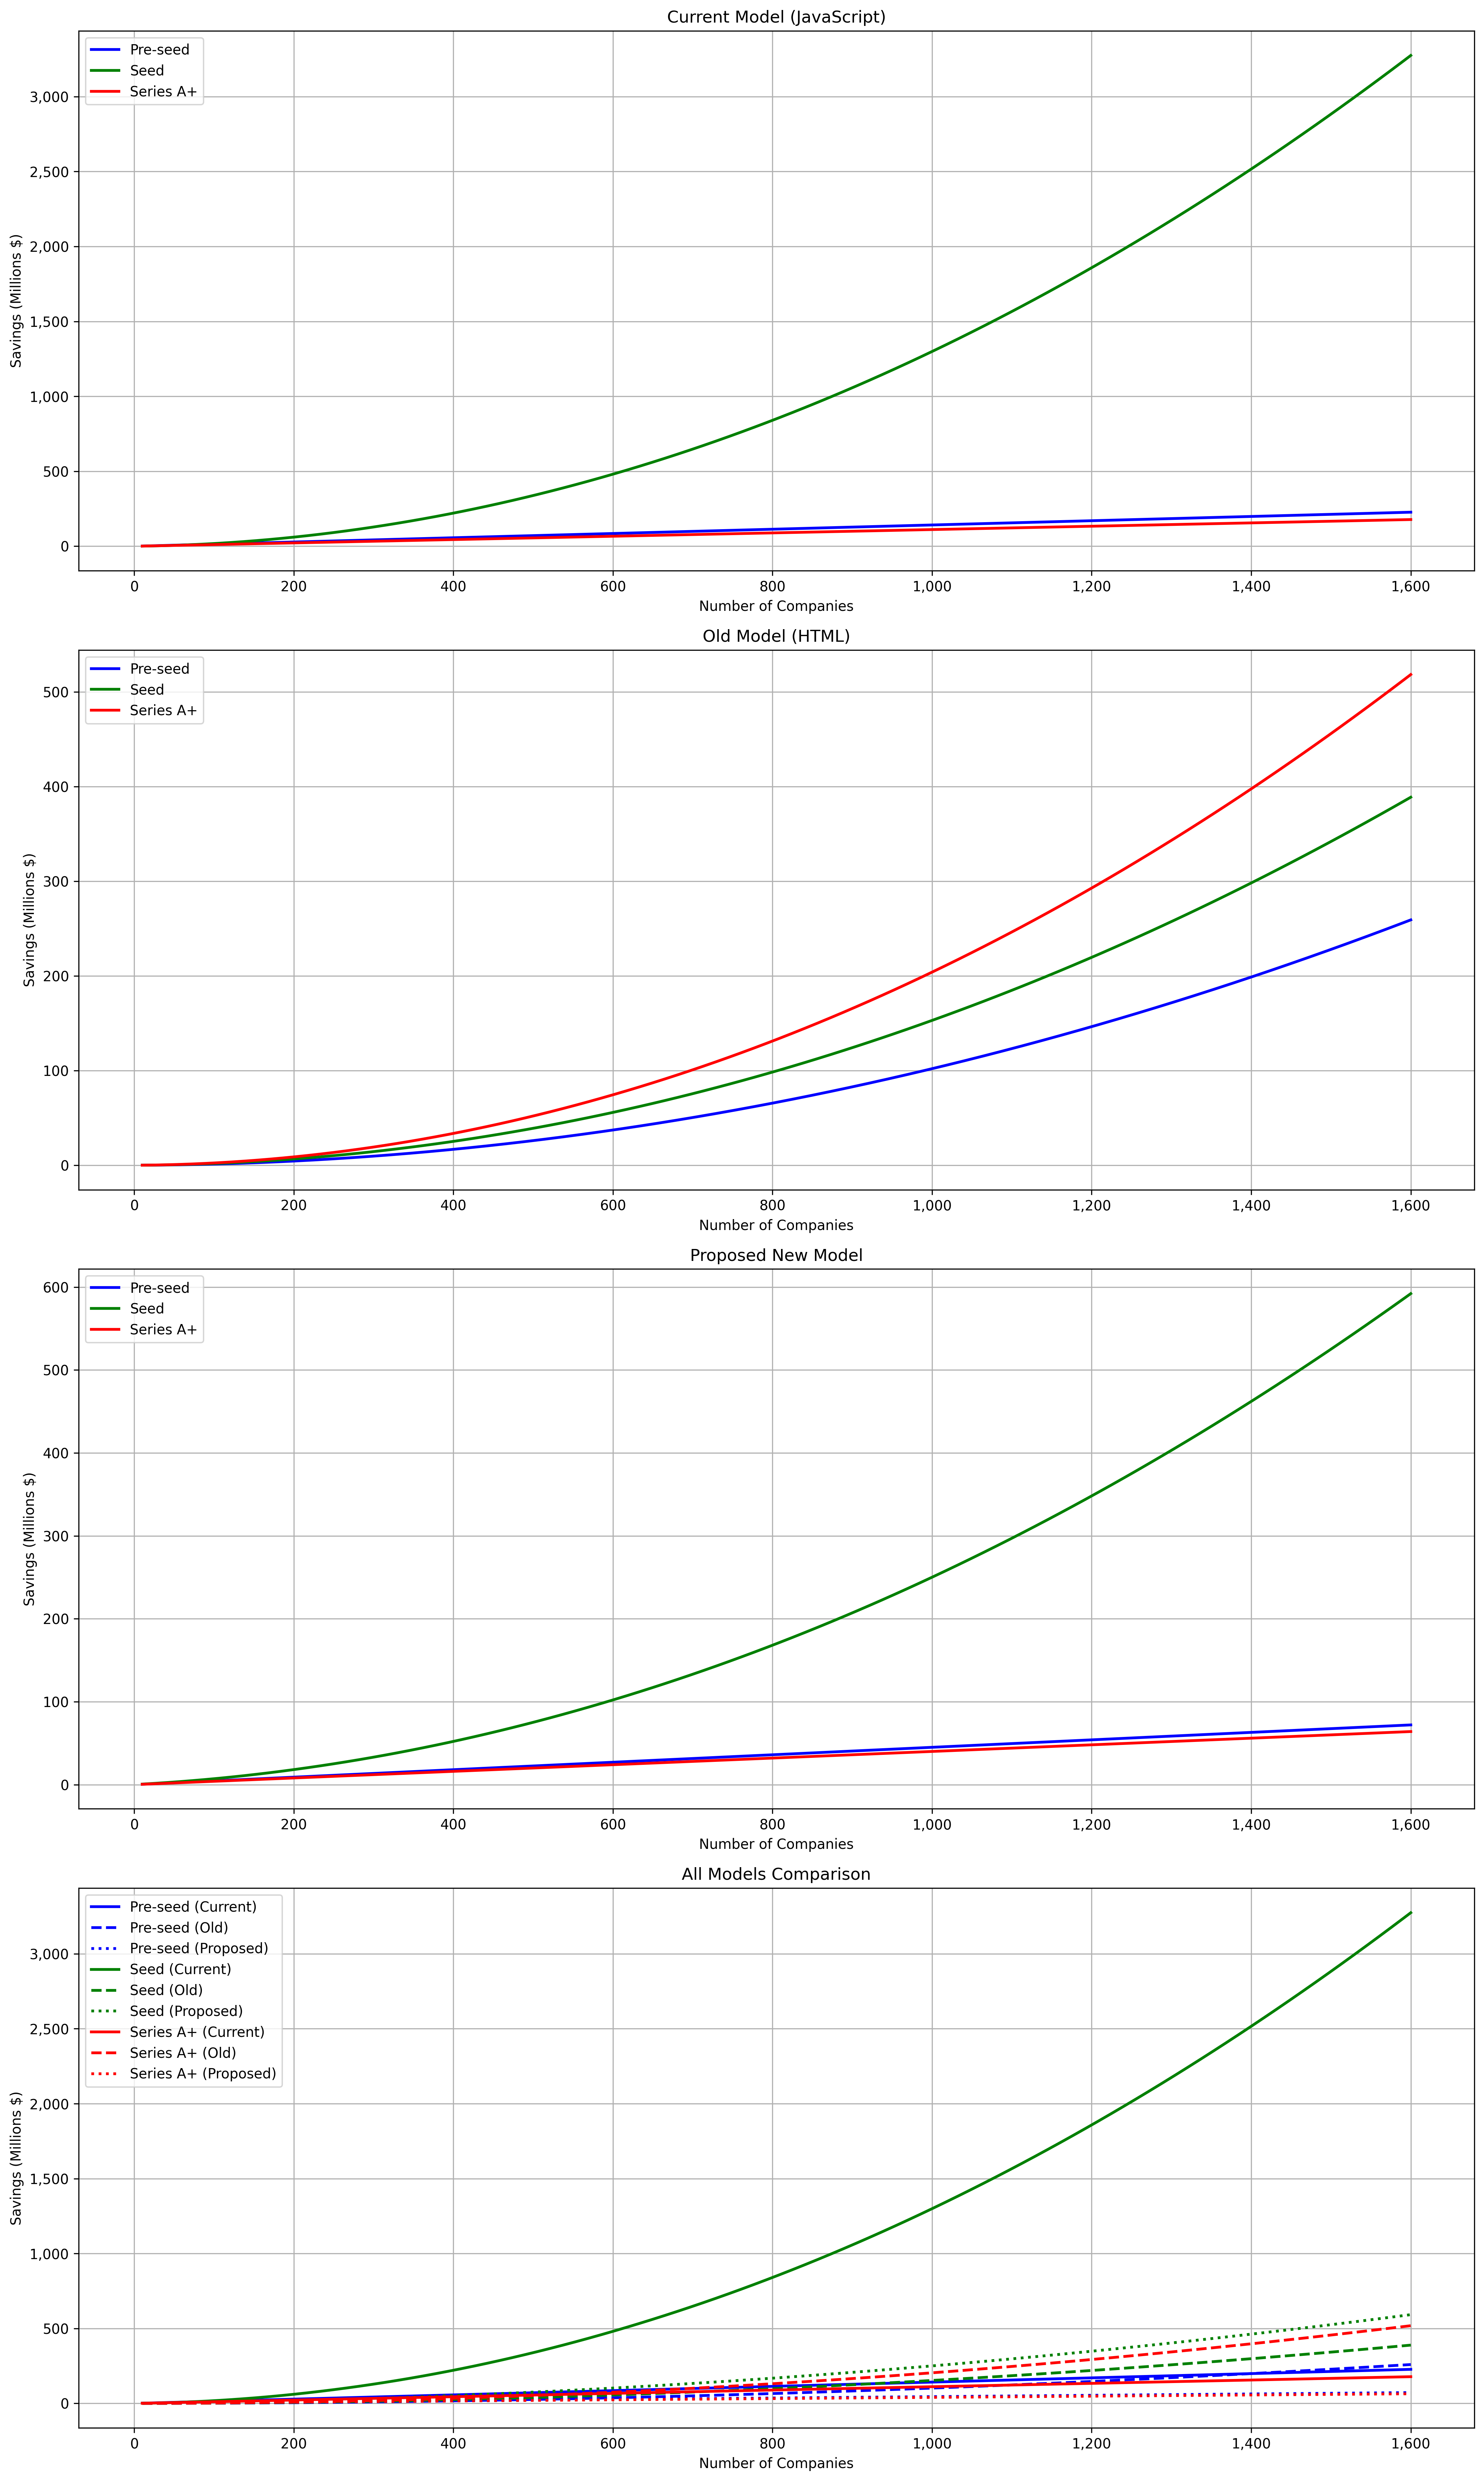 Current Model (JavaScript)
Pre-seed
Seed
Series A+
3,000
2,500
2,000
1,500
1,000
500
0
Savings (Millions $)
0 200 400 600 800 1,000 1,200 1,400 1,600
Number of Companies
Old Model (HTML)
Pre-seed
Seed
Series A+
500
400
300
200
100
0
Savings (Millions $)
0 200 400 600 800 1,000 1,200 1,400 1,600
Number of Companies
Proposed New Model
Pre-seed
Seed
Series A+
600
500
400
300
200
100
0
Savings (Millions $)
0 200 400 600 800 1,000 1,200 1,400 1,600
Number of Companies
All Models Comparison
Pre-seed (Current)
Pre-seed (Old)
Pre-seed (Proposed)
Seed (Current)
Seed (Old)
Seed (Proposed)
Series A+ (Current)
Series A+ (Old)
Series A+ (Proposed)
3,000
2,500
2,000
1,500
1,000
500
0
Savings (Millions $)
0 200 400 600 800 1,000 1,200 1,400 1,600
Number of Companies